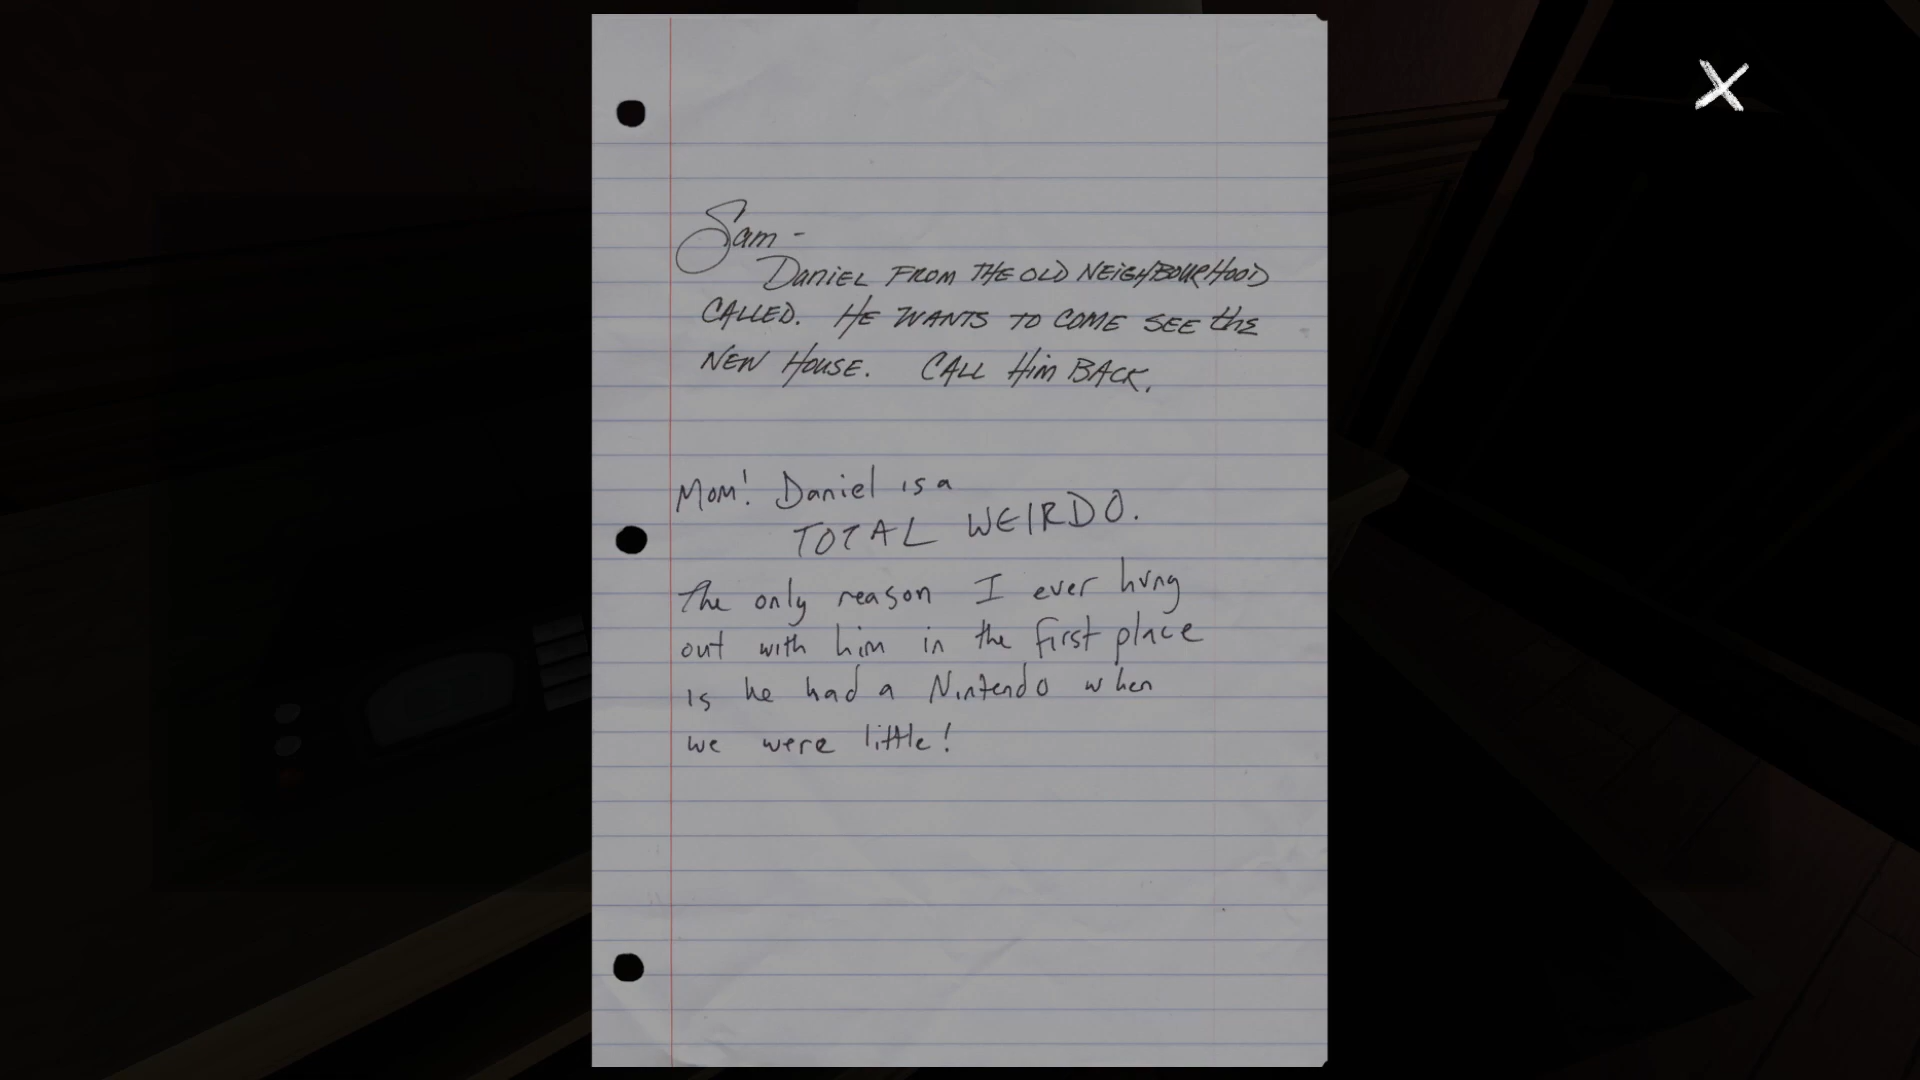 Sam -
DANIEL FROM THE OLD NEIGHBOURHOOD
CALLED. HE WANTS TO COME SEE the
NEW HOUSE. CALL HIM BACK.
Mom! Daniel is a
TOTAL WEIRDO.
The only reason I ever hung
out with him in the first place
is he had a Nintendo when
we were little!